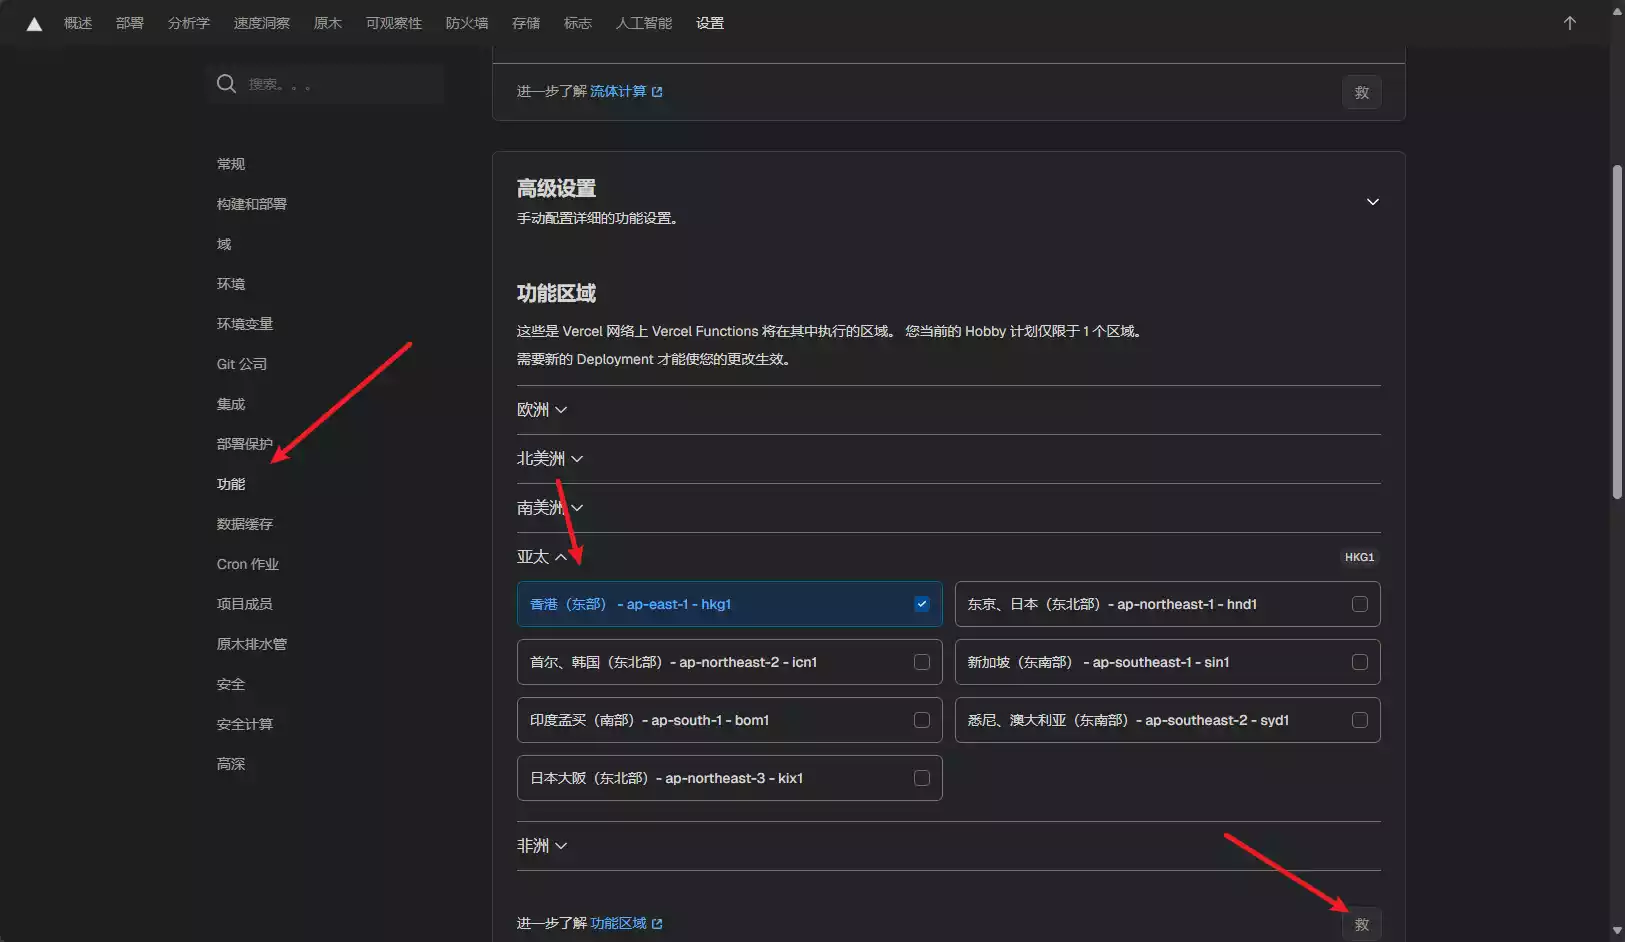 概述 部署 分析学 速度洞察 原木 可观察性 防火墙 存储 标志 人工智能 设置
搜索。。。
进一步了解 流体计算
救
常规
构建和部署
域
环境
环境变量
Git 公司
集成
部署保护
功能
数据缓存
Cron 作业
项目成员
原木排水管
安全
安全计算
高深
高级设置
手动配置详细的功能设置。
功能区域
这些是 Vercel 网络上 Vercel Functions 将在其中执行的区域。 您当前的 Hobby 计划仅限于 1 个区域。
需要新的 Deployment 才能使您的更改生效。
欧洲
北美洲
南美洲
亚太 HKG1
香港（东部） - ap-east-1 - hkg1
东京、日本（东北部）- ap-northeast-1 - hnd1
首尔、韩国（东北部）- ap-northeast-2 - icn1
新加坡（东南部） - ap-southeast-1 - sin1
印度孟买（南部）- ap-south-1 - bom1
悉尼、澳大利亚（东南部）- ap-southeast-2 - syd1
日本大阪（东北部）- ap-northeast-3 - kix1
非洲
进一步了解 功能区域
救